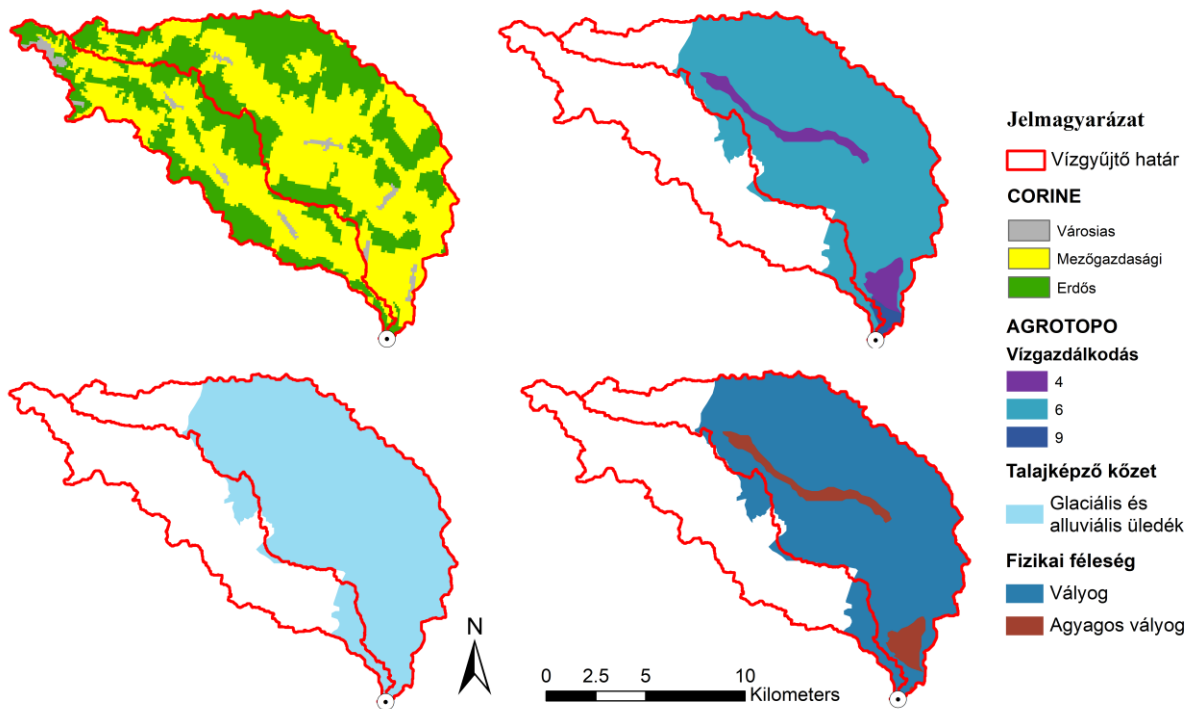 Jelmagyarázat
Vízgyűjtő határ
CORINE
Városias
Mezőgazdasági
Erdős
AGROTOPO
Vízgazdálkodás
4
6
9
Talajképző kőzet
Glaciális és
alluviális üledék
Fizikai féleség
Vályog
Agyagos vályog
N
0 2.5 5 10
Kilometers